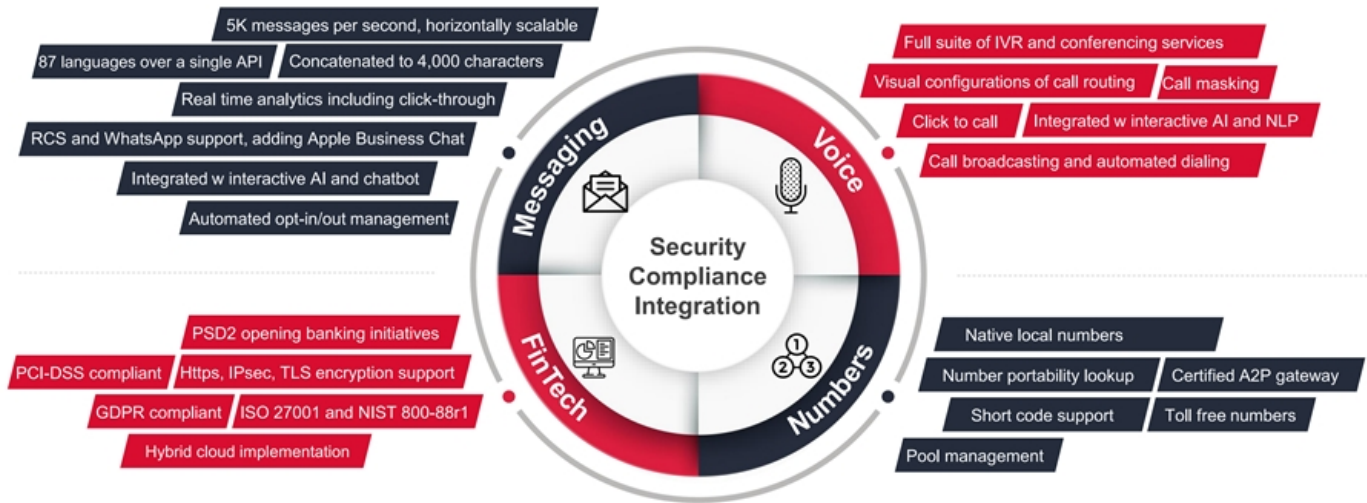 5K messages per second, horizontally scalable
87 languages over a single API
Concatenated to 4,000 characters
Real time analytics including click-through
RCS and WhatsApp support, adding Apple Business Chat
Integrated w interactive AI and chatbot
Automated opt-in/out management
Full suite of IVR and conferencing services
Visual configurations of call routing
Call masking
Click to call
Integrated w interactive AI and NLP
Call broadcasting and automated dialing
Messaging
Voice
Security
Compliance
Integration
FinTech
Numbers
1
2
3
PSD2 opening banking initiatives
PCI-DSS compliant
Https, IPsec, TLS encryption support
GDPR compliant
ISO 27001 and NIST 800-88r1
Hybrid cloud implementation
Native local numbers
Number portability lookup
Certified A2P gateway
Short code support
Toll free numbers
Pool management